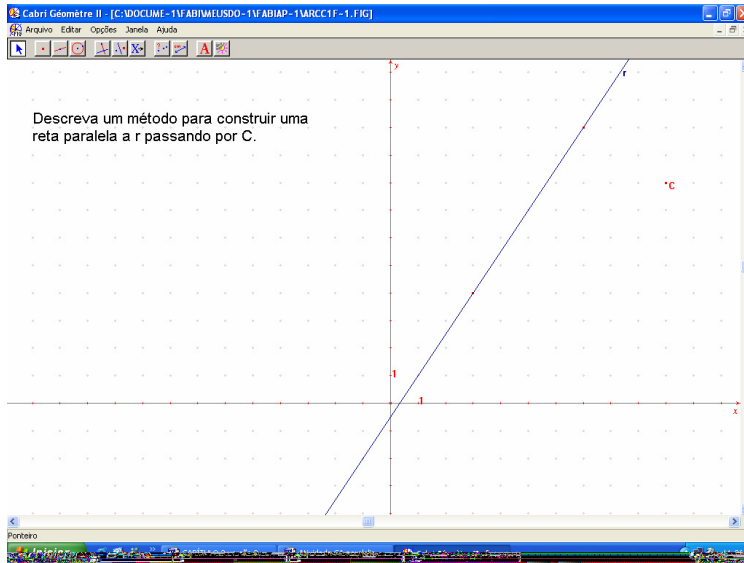 Cabri Géomètre II - [C:\DOCUME~1\FABI\MEUSDO~1\FABIAP~1\ARCC1F~1.FIG]
Arquivo Editar Opções Janela Ajuda
A
y
r
Descreva um método para construir uma
reta paralela a r passando por C.
C
1
1
x
Ponteiro
Iniciar